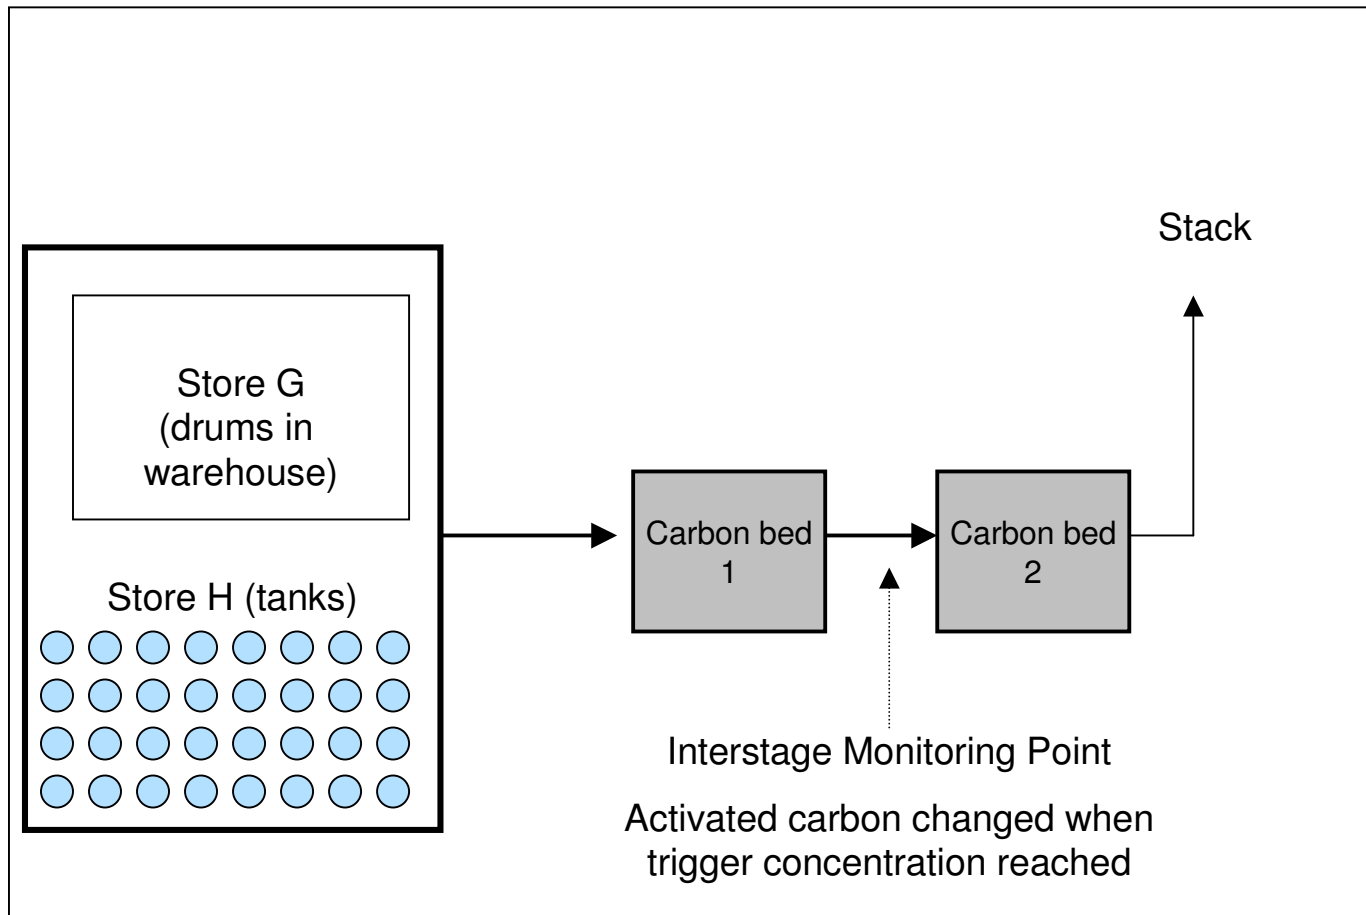 Stack
Store G
(drums in
warehouse)
Carbon bed
1
Carbon bed
2
Store H (tanks)
Interstage Monitoring Point
Activated carbon changed when
trigger concentration reached